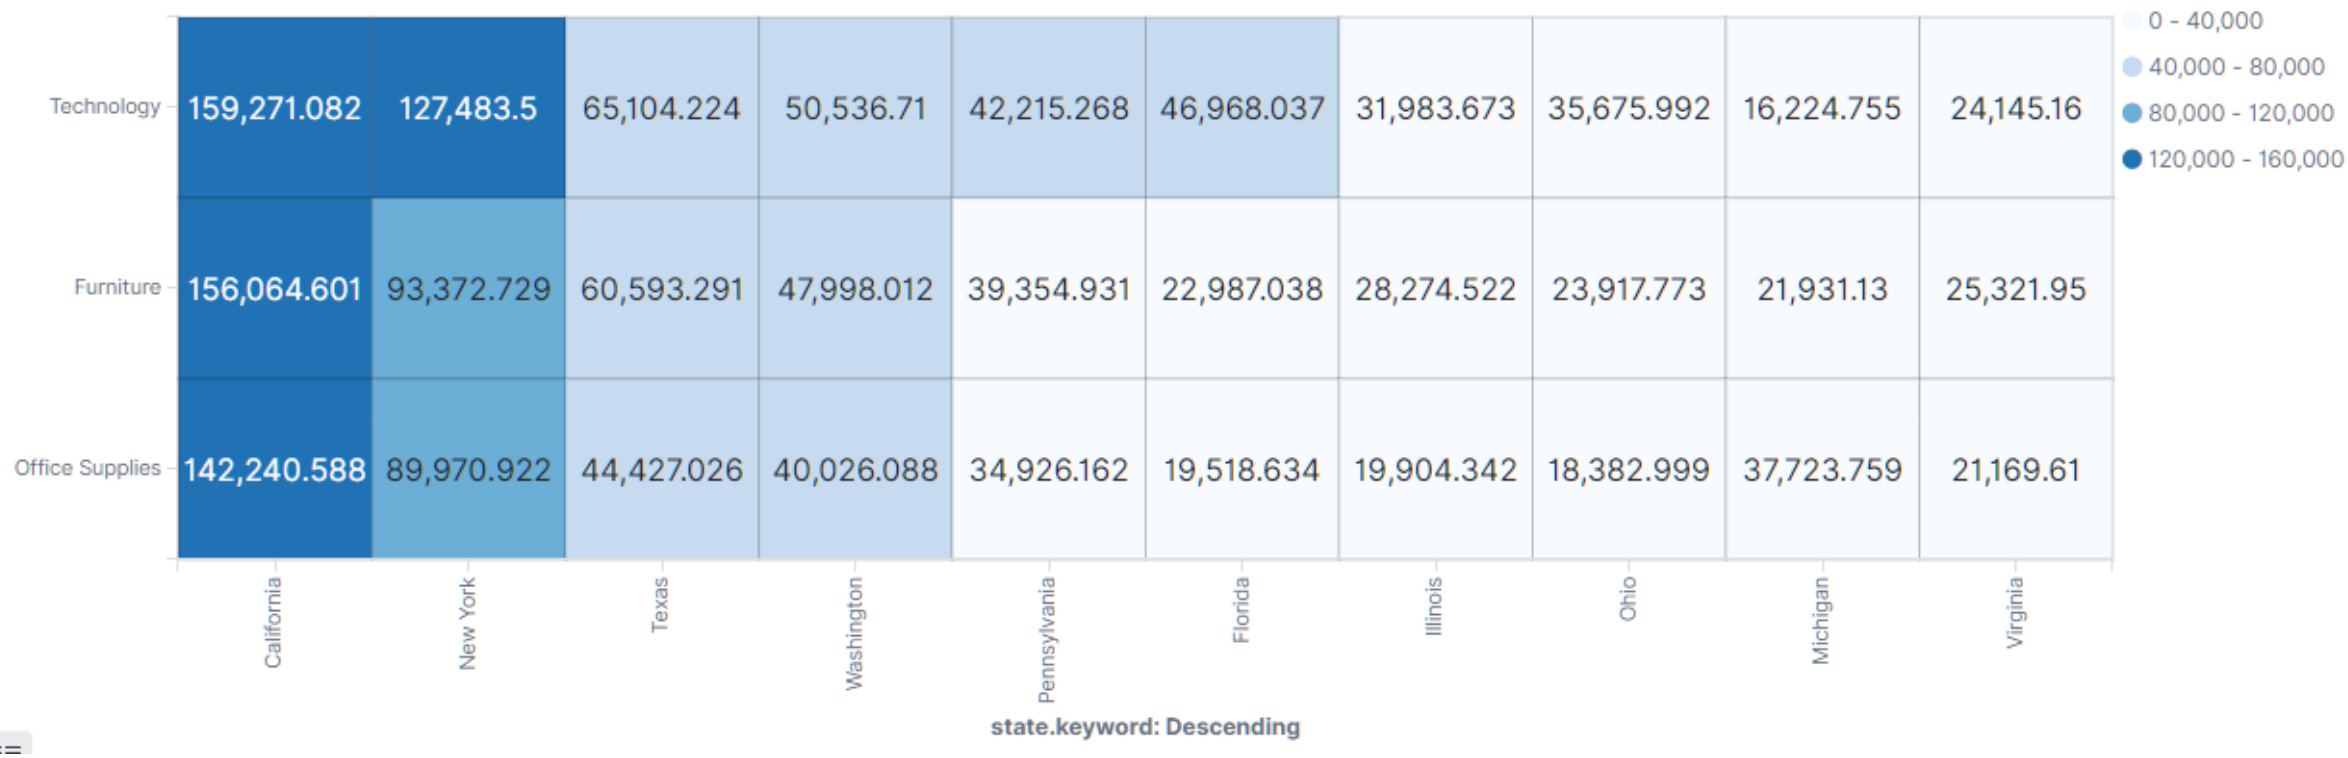 0 - 40,000
40,000 - 80,000
80,000 - 120,000
120,000 - 160,000
Technology 159,271.082 127,483.5 65,104.224 50,536.71 42,215.268 46,968.037 31,983.673 35,675.992 16,224.755 24,145.16
Furniture 156,064.601 93,372.729 60,593.291 47,998.012 39,354.931 22,987.038 28,274.522 23,917.773 21,931.13 25,321.95
Office Supplies 142,240.588 89,970.922 44,427.026 40,026.088 34,926.162 19,518.634 19,904.342 18,382.999 37,723.759 21,169.61
California New York Texas Washington Pennsylvania Florida Illinois Ohio Michigan Virginia
state.keyword: Descending